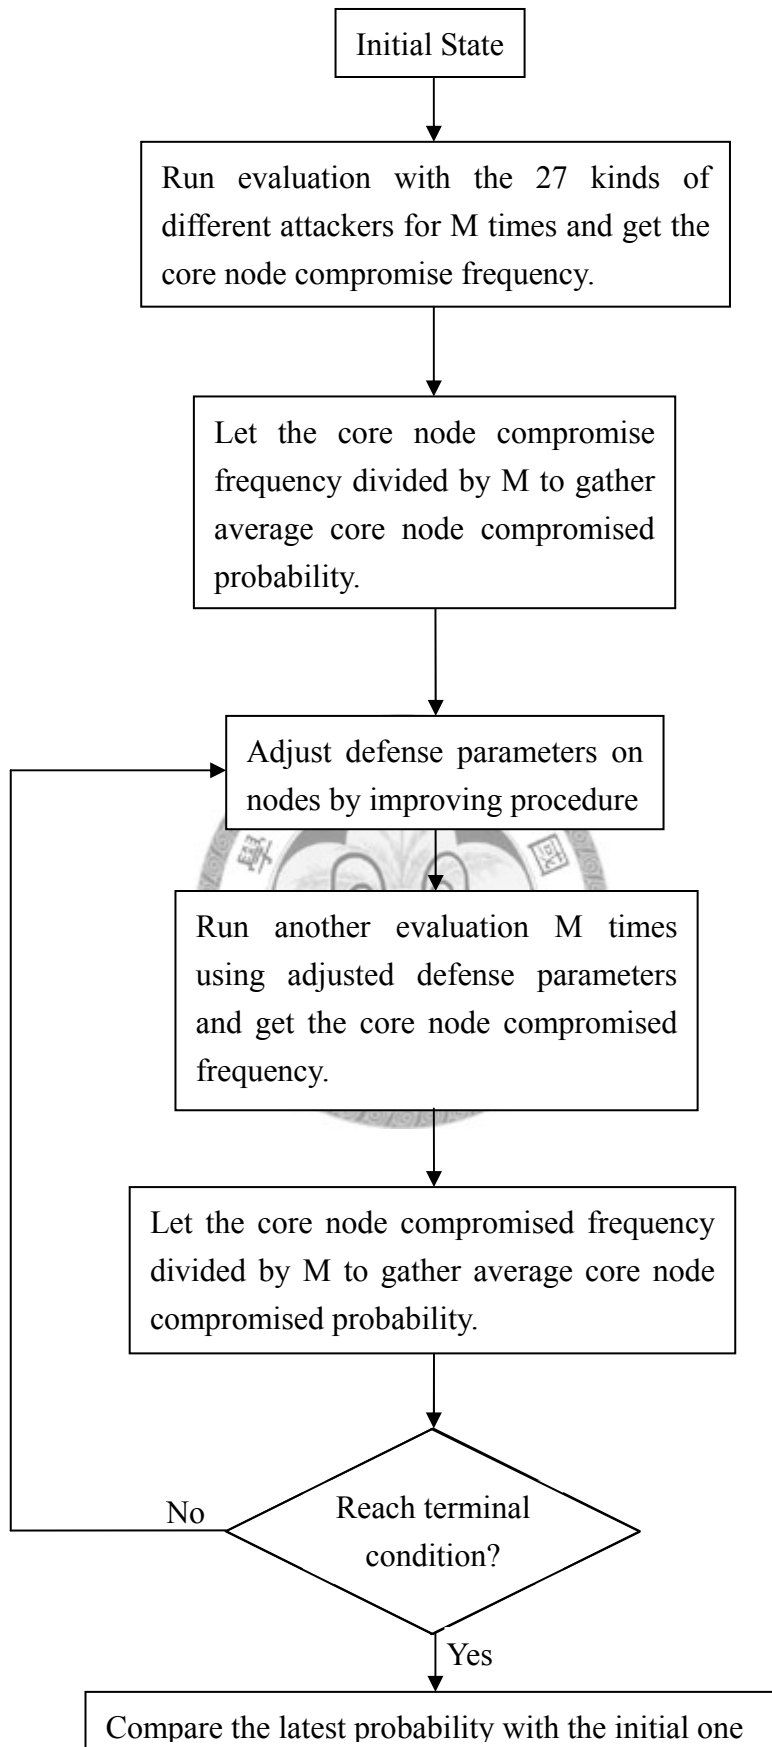 Initial State
Run evaluation with the 27 kinds of
different attackers for M times and get the
core node compromise frequency.
Let the core node compromise
frequency divided by M to gather
average core node compromised
probability.
Adjust defense parameters on
nodes by improving procedure
Run another evaluation M times
using adjusted defense parameters
and get the core node compromised
frequency.
Let the core node compromised frequency
divided by M to gather average core node
compromised probability.
Reach terminal
condition?
No
Yes
Compare the latest probability with the initial one